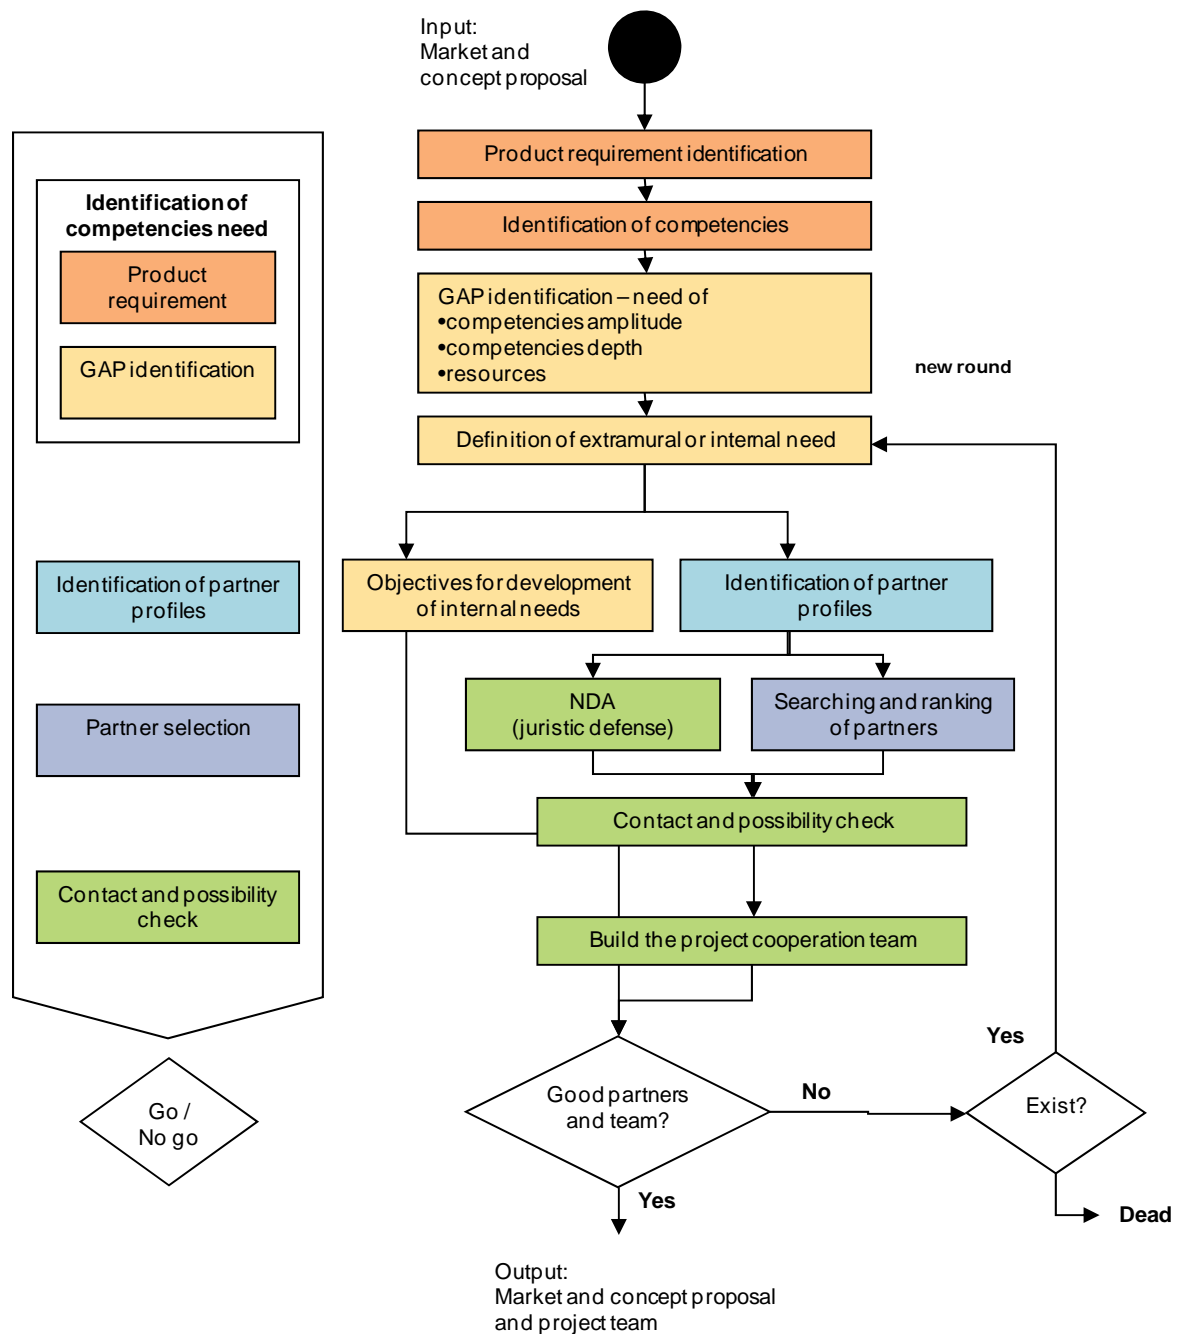 Input:
Market and
concept proposal
Product requirement identification
Identification of competencies
GAP identification – need of
•competencies amplitude
•competencies depth
•resources
new round
Definition of extramural or internal need
Objectives for development
of internal needs
Identification of partner
profiles
NDA
(juristic defense)
Searching and ranking
of partners
Contact and possibility check
Build the project cooperation team
Good partners
and team?
No
Yes
Exist?
Yes
Dead
Output:
Market and concept proposal
and project team
Identification of
competencies need
Product
requirement
GAP identification
Identification of partner
profiles
Partner selection
Contact and possibility
check
Go /
No go